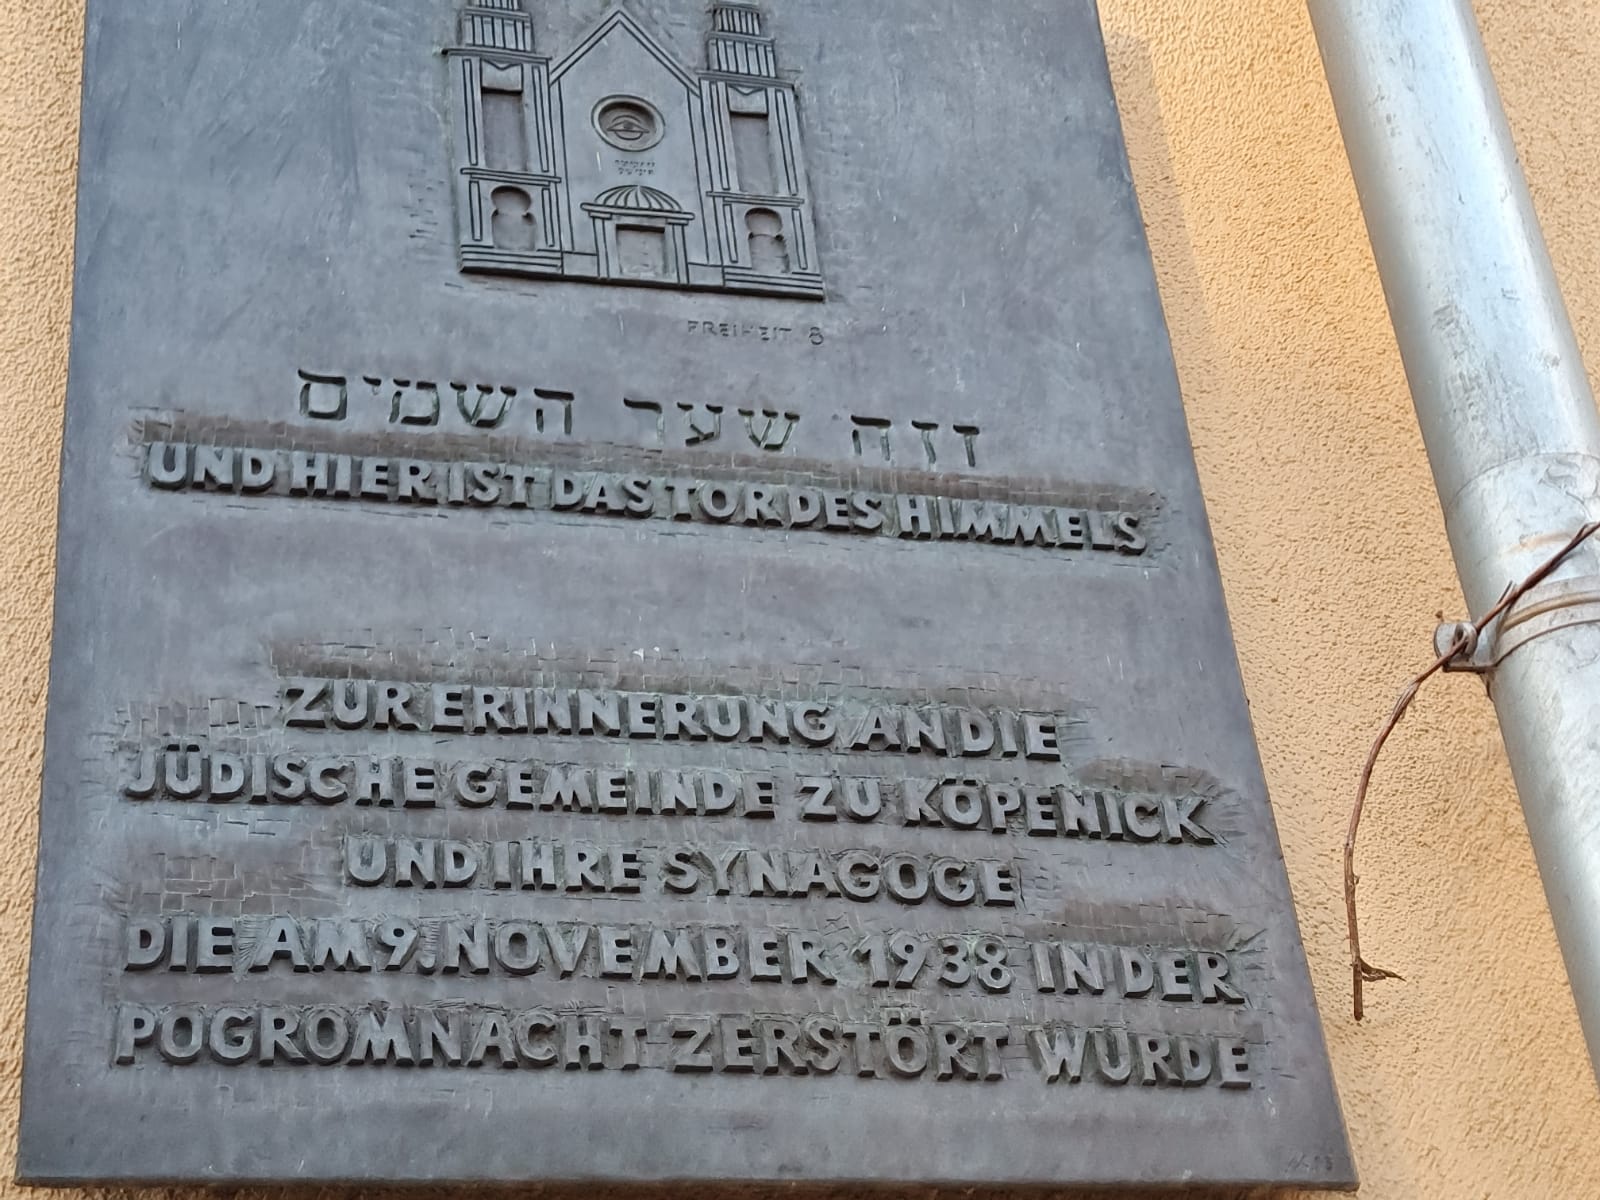 FREIHEIT 8
וזה שער השמים
UND HIER IST DAS TOR DES HIMMELS
ZUR ERINNERUNG AN DIE
JÜDISCHE GEMEINDE ZU KÖPENICK
UND IHRE SYNAGOGE
DIE AM 9. NOVEMBER 1938 IN DER
POGROMNACHT ZERSTÖRT WURDE